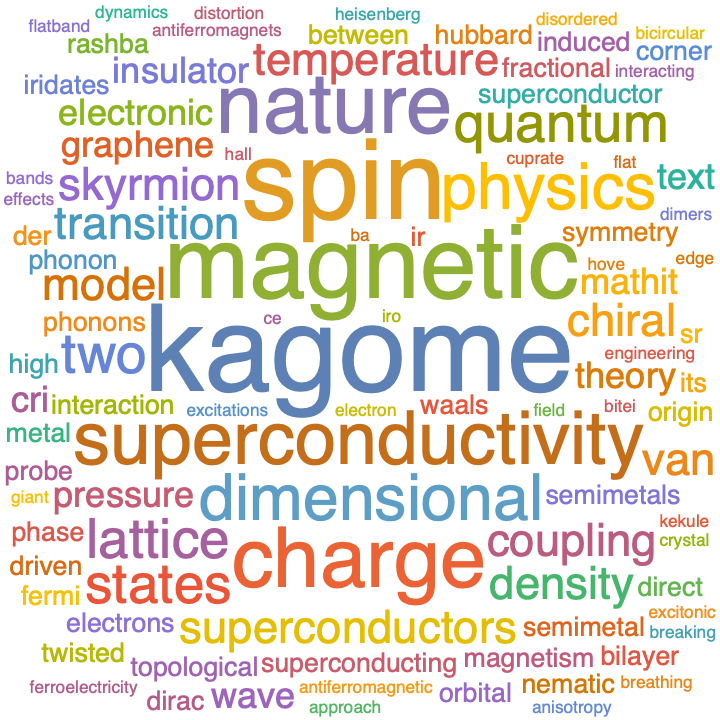 dynamics distortion heisenberg disordered
flatband antiferromagnets bicircular
rashba between hubbard induced corner
iridates insulator temperature fractional interacting
electronic nature superconductor
graphene hall quantum
bands skyrmion spin physics cuprate flat text
effects dimers
der transition ba ir symmetry
phonon magnetic hove edge
model mathit
phonons ce iro chiral sr
high two kagome engineering
theory its
cri interaction excitations electron waals field bitei origin
metal superconductivity van
probe
giant pressure dimensional semimetals
phase lattice charge coupling kekule
crystal
driven states density direct
fermi excitonic
electrons superconductors semimetal breaking
twisted topological superconducting magnetism bilayer
ferroelectricity dirac wave antiferromagnetic orbital nematic breathing
approach anisotropy